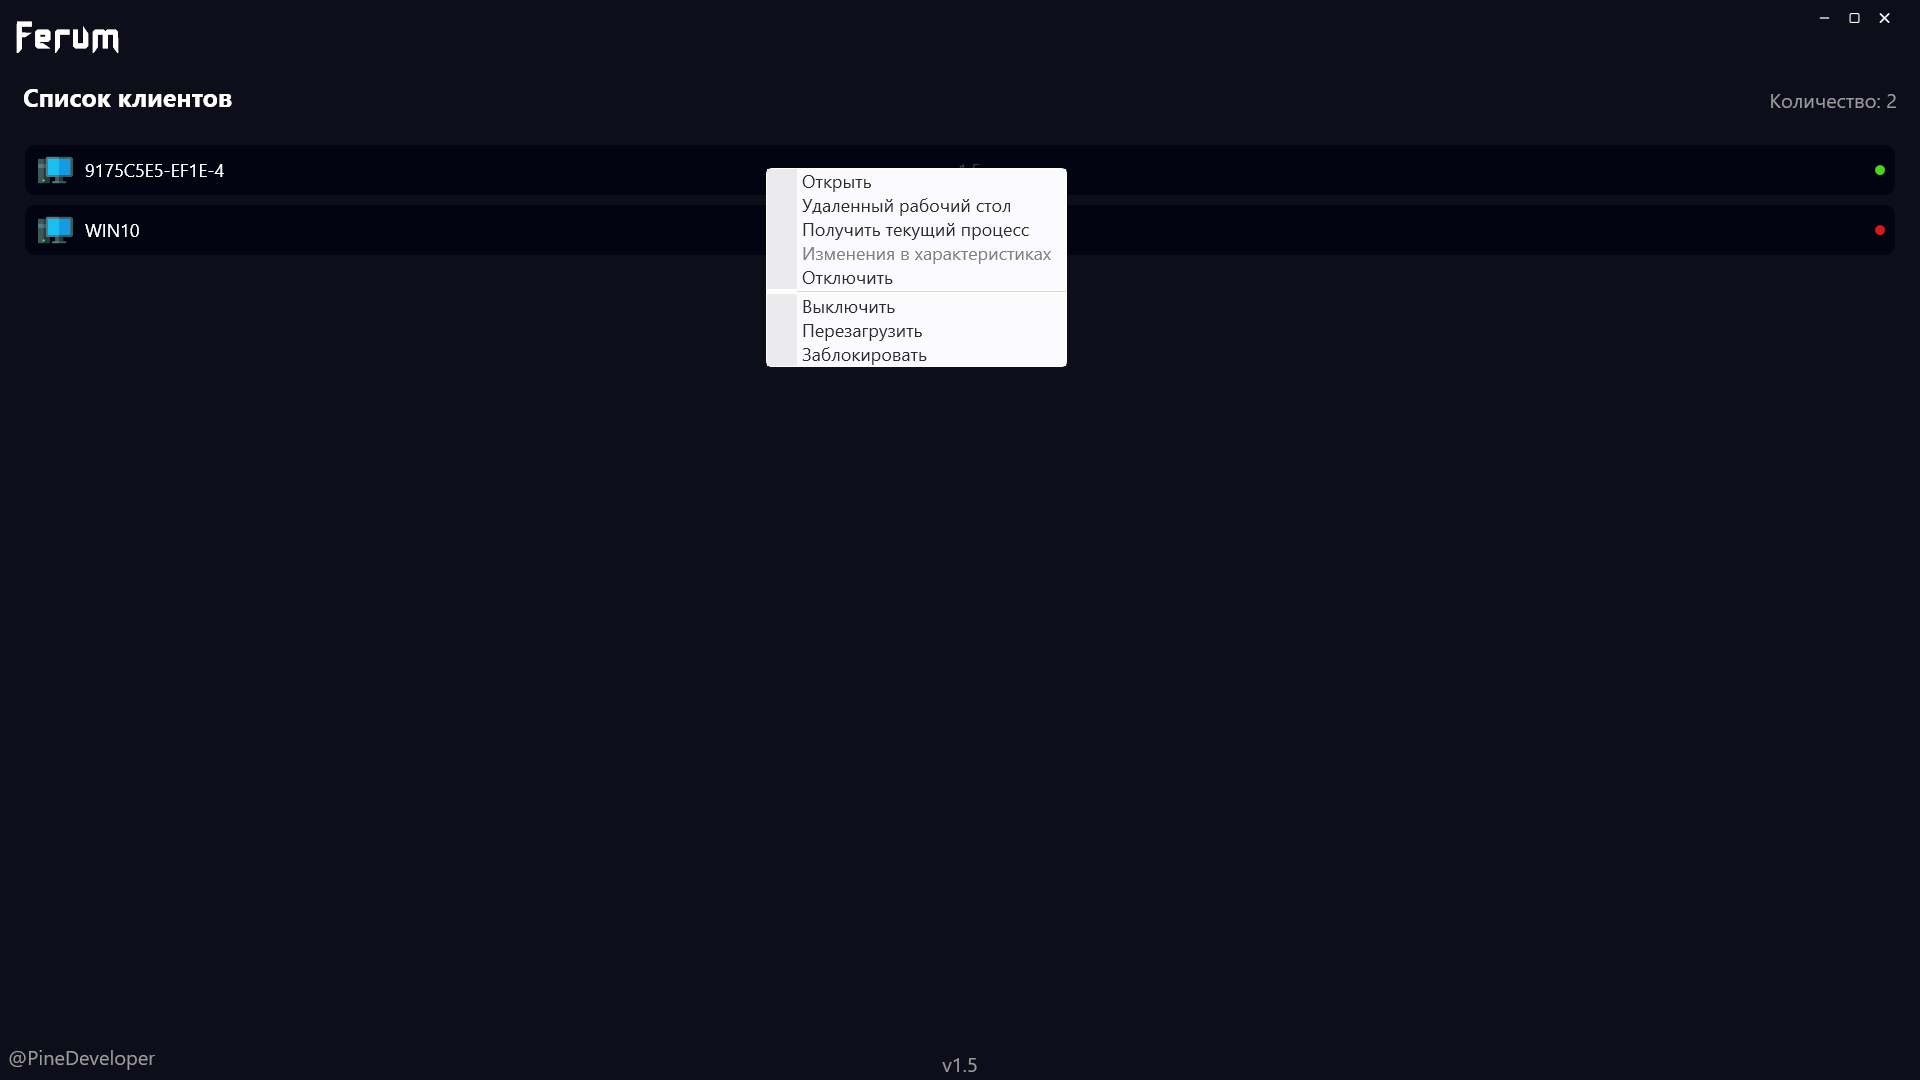 Ferum
Список клиентов
Количество: 2
9175C5E5-EF1E-4
WIN10
Открыть
Удаленный рабочий стол
Получить текущий процесс
Изменения в характеристиках
Отключить
Выключить
Перезагрузить
Заблокировать
@PineDeveloper
v1.5